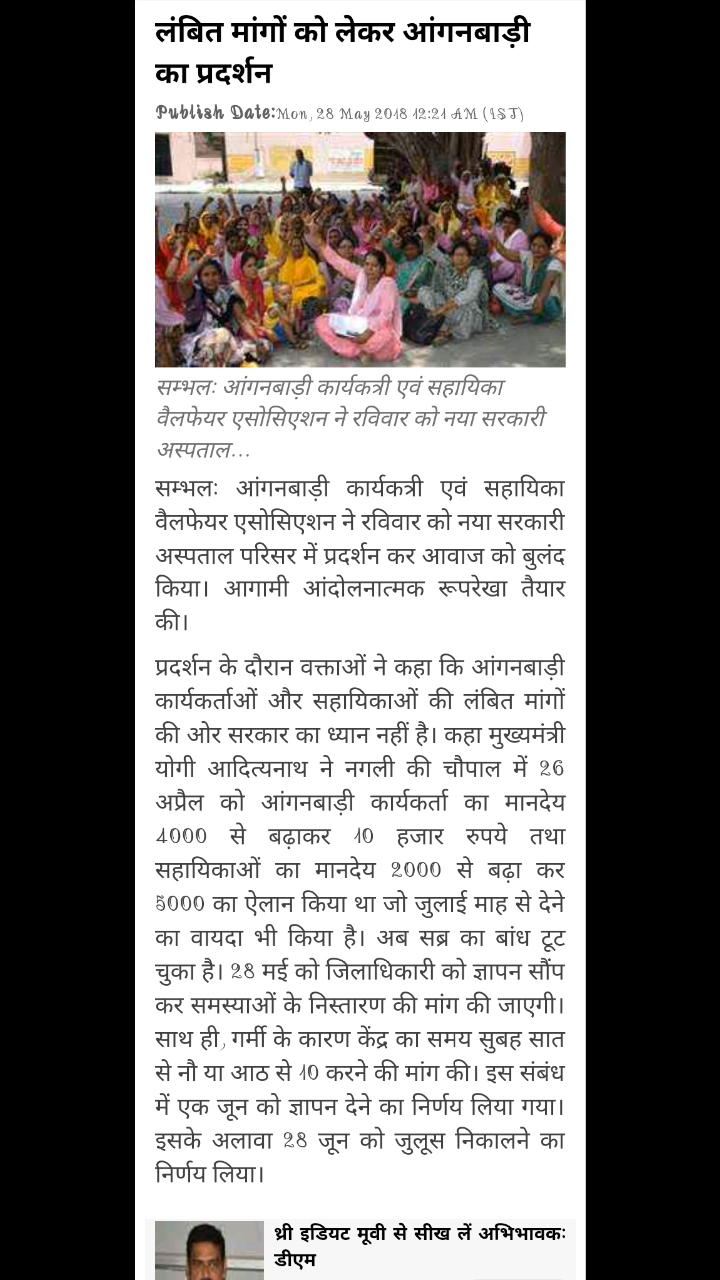 लंबित मांगों को लेकर आंगनबाड़ी
का प्रदर्शन
Publish Date:Mon, 28 May 2018 12:21 AM (IST)
सम्भलः आंगनबाड़ी कार्यकत्री एवं सहायिका
वैलफेयर एसोसिएशन ने रविवार को नया सरकारी
अस्पताल...
सम्भलः आंगनबाड़ी कार्यकत्री एवं सहायिका
वैलफेयर एसोसिएशन ने रविवार को नया सरकारी
अस्पताल परिसर में प्रदर्शन कर आवाज को बुलंद
किया। आगामी आंदोलनात्मक रूपरेखा तैयार
की।
प्रदर्शन के दौरान वक्ताओं ने कहा कि आंगनबाड़ी
कार्यकर्ताओं और सहायिकाओं की लंबित मांगों
की ओर सरकार का ध्यान नहीं है। कहा मुख्यमंत्री
योगी आदित्यनाथ ने नगली की चौपाल में 26
अप्रैल को आंगनबाड़ी कार्यकर्ता का मानदेय
4000 से बढ़ाकर 10 हजार रुपये तथा
सहायिकाओं का मानदेय 2000 से बढ़ा कर
5000 का ऐलान किया था जो जुलाई माह से देने
का वायदा भी किया है। अब सब्र का बांध टूट
चुका है। 28 मई को जिलाधिकारी को ज्ञापन सौंप
कर समस्याओं के निस्तारण की मांग की जाएगी।
साथ ही, गर्मी के कारण केंद्र का समय सुबह सात
से नौ या आठ से 10 करने की मांग की। इस संबंध
में एक जून को ज्ञापन देने का निर्णय लिया गया।
इसके अलावा 28 जून को जुलूस निकालने का
निर्णय लिया।
थ्री इडियट मूवी से सीख लें अभिभावकः
डीएम